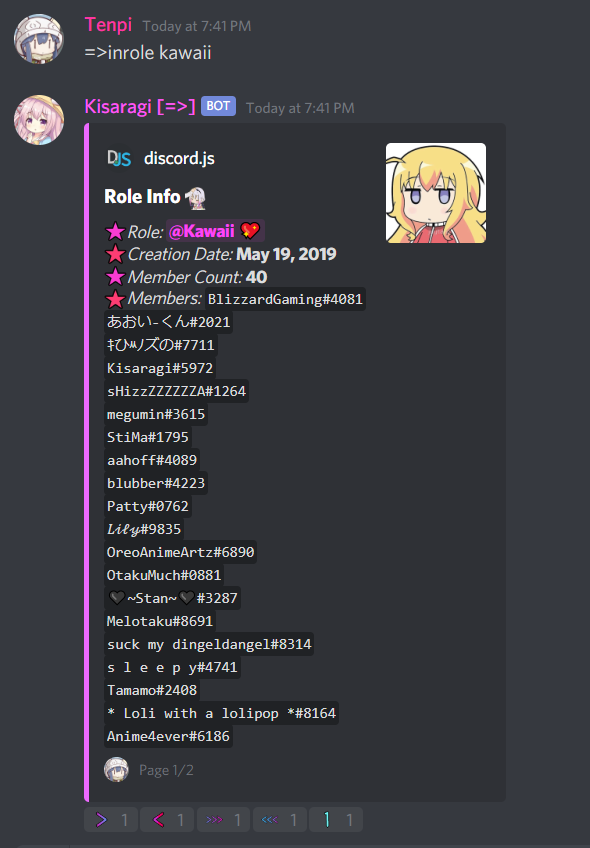 Tenpi Today at 7:41 PM
=>inrole kawaii
Kisaragi [=>] BOT Today at 7:41 PM
DJS discord.js
Role Info
Role: @Kawaii 💖
Creation Date: May 19, 2019
Member Count: 40
Members: BlizzardGaming#4081
あおい-くん#2021
ｷひﾉズの#7711
Kisaragi#5972
sHizzZZZZZZA#1264
megumin#3615
StiMa#1795
aahoff#4089
blubber#4223
Patty#0762
𝓛𝓲𝓵𝔂#9835
OreoAnimeArtz#6890
OtakuMuch#0881
🖤~Stan~🖤#3287
Melotaku#8691
suck my dingeldangel#8314
s l e e p y#4741
Tamamo#2408
* Loli with a lolipop *#8164
Anime4ever#6186
Page 1/2
> 1 < 1 >>> 1 <<< 1 1 1